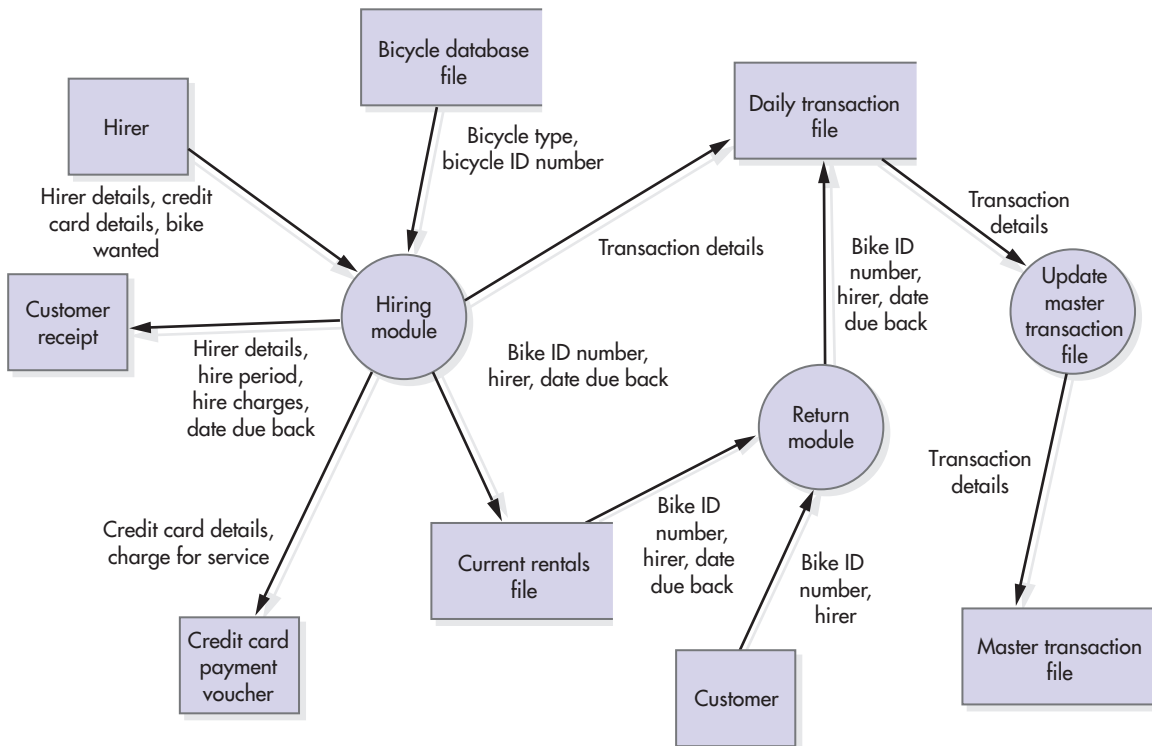 Bicycle database
file
Hirer
Daily transaction
file
Bicycle type,
bicycle ID number
Hirer details, credit
card details, bike
wanted
Transaction details
Transaction
details
Bike ID
number,
hirer, date
due back
Customer
receipt
Hiring
module
Update
master
transaction
file
Hirer details,
hire period,
hire charges,
date due back
Bike ID number,
hirer, date due back
Return
module
Transaction
details
Credit card details,
charge for service
Current rentals
file
Bike ID
number,
hirer, date
due back
Bike ID
number,
hirer
Credit card
payment
voucher
Customer
Master transaction
file